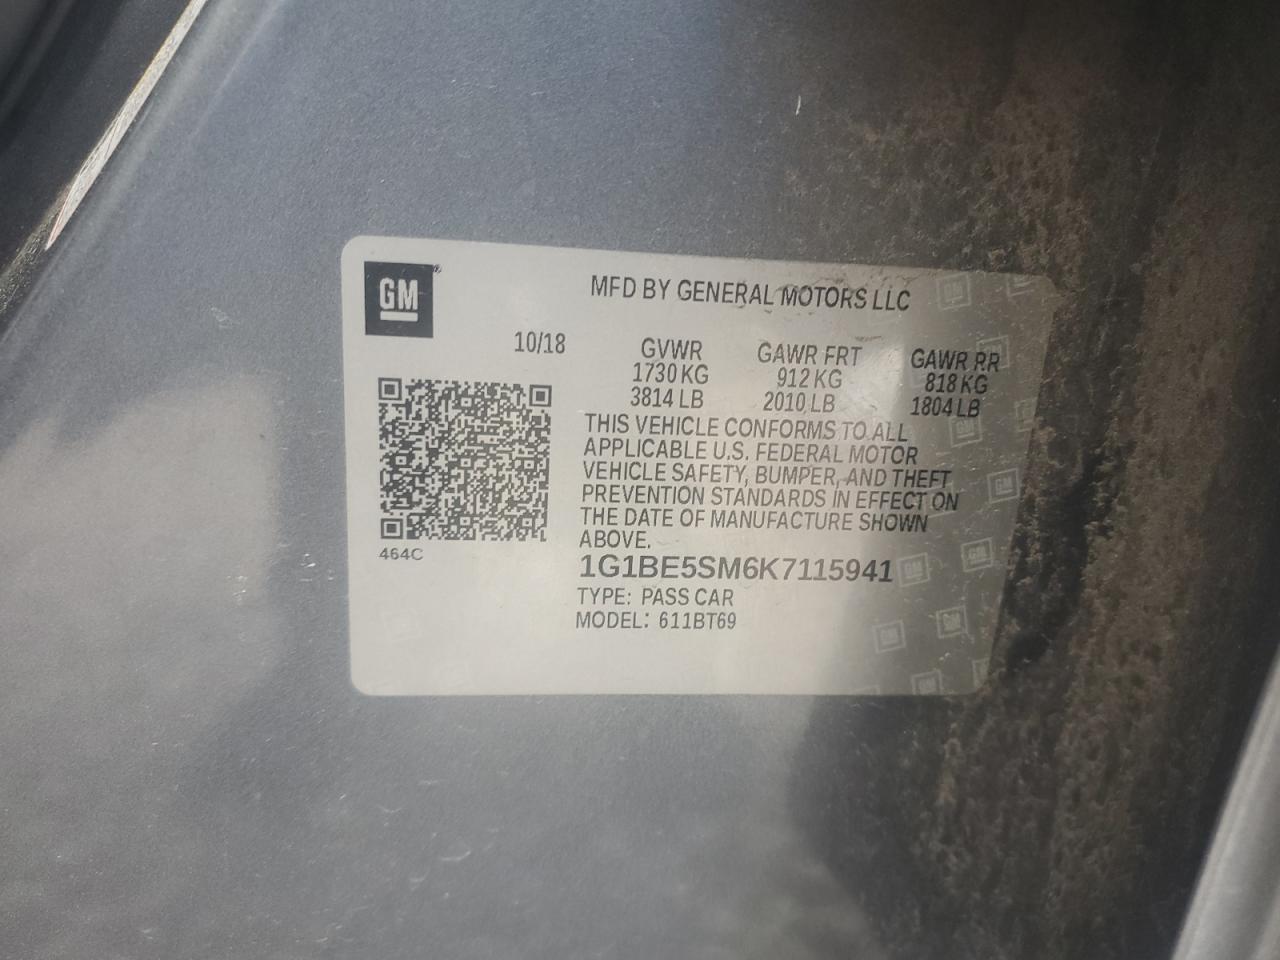 GM
MFD BY GENERAL MOTORS LLC
10/18 GVWR GAWR FRT GAWR RR
1730 KG 912 KG 818 KG
3814 LB 2010 LB 1804 LB
THIS VEHICLE CONFORMS TO ALL
APPLICABLE U.S. FEDERAL MOTOR
VEHICLE SAFETY, BUMPER, AND THEFT
PREVENTION STANDARDS IN EFFECT ON
THE DATE OF MANUFACTURE SHOWN
ABOVE.
464C
1G1BE5SM6K7115941
TYPE: PASS CAR
MODEL: 611BT69